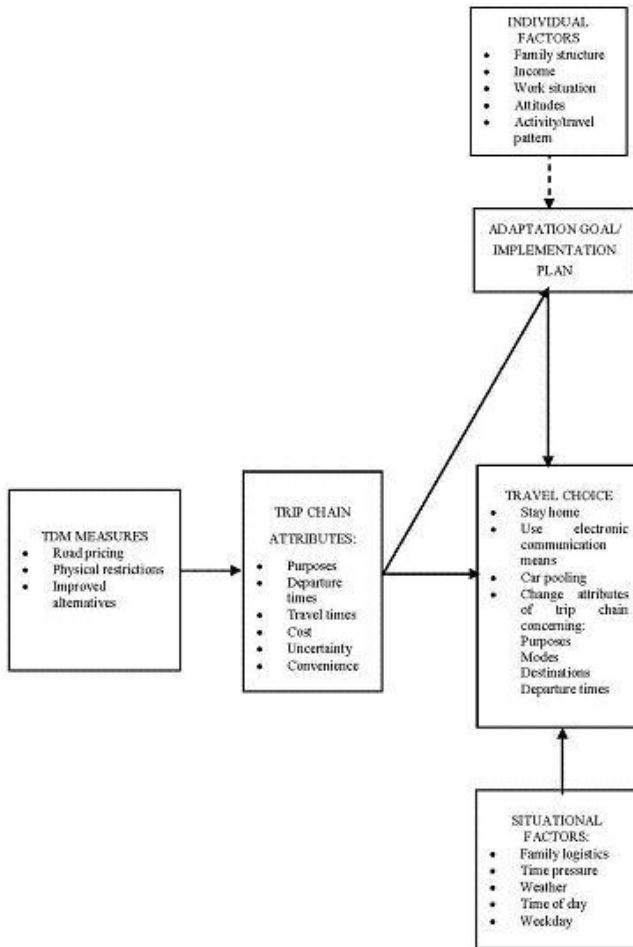 INDIVIDUAL
FACTORS
• Family structure
• Income
• Work situation
• Attitudes
• Activity/travel
pattern
ADAPTATION GOAL/
IMPLEMENTATION
PLAN
TDM MEASURES
• Road pricing
• Physical restrictions
• Improved
alternatives
TRIP CHAIN
ATTRIBUTES:
• Purposes
• Departure
times
• Travel times
• Cost
• Uncertainty
• Convenience
TRAVEL CHOICE
• Stay home
• Use electronic
communication
means
• Car pooling
• Change attributes
of trip chain
concerning:
Purposes
Modes
Destinations
Departure times
SITUATIONAL
FACTORS:
• Family logistics
• Time pressure
• Weather
• Time of day
• Weekday